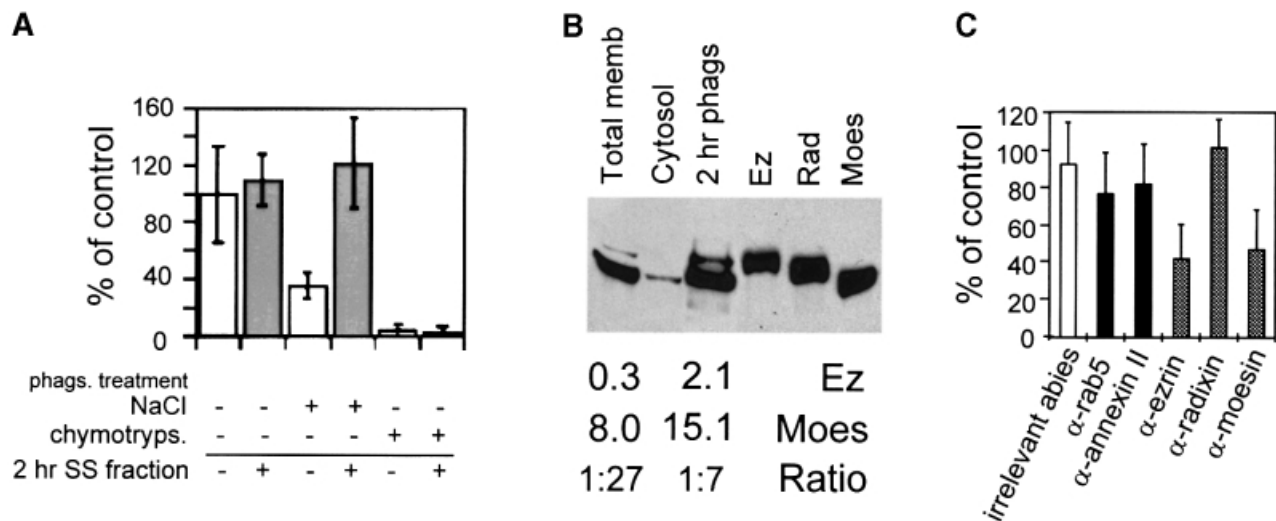 A
% of control
160
120
80
40
0
phags. treatment
NaCl - - + + - -
chymotryps. - - - - + +
2 hr SS fraction - + - + - +
B
Total memb
Cytosol
2 hr phags
Ez
Rad
Moes
0.3 2.1 Ez
8.0 15.1 Moes
1:27 1:7 Ratio
C
% of control
120
100
80
60
40
20
0
irrelevant abies
α-rab5
α-annexin II
α-ezrin
α-radixin
α-moesin